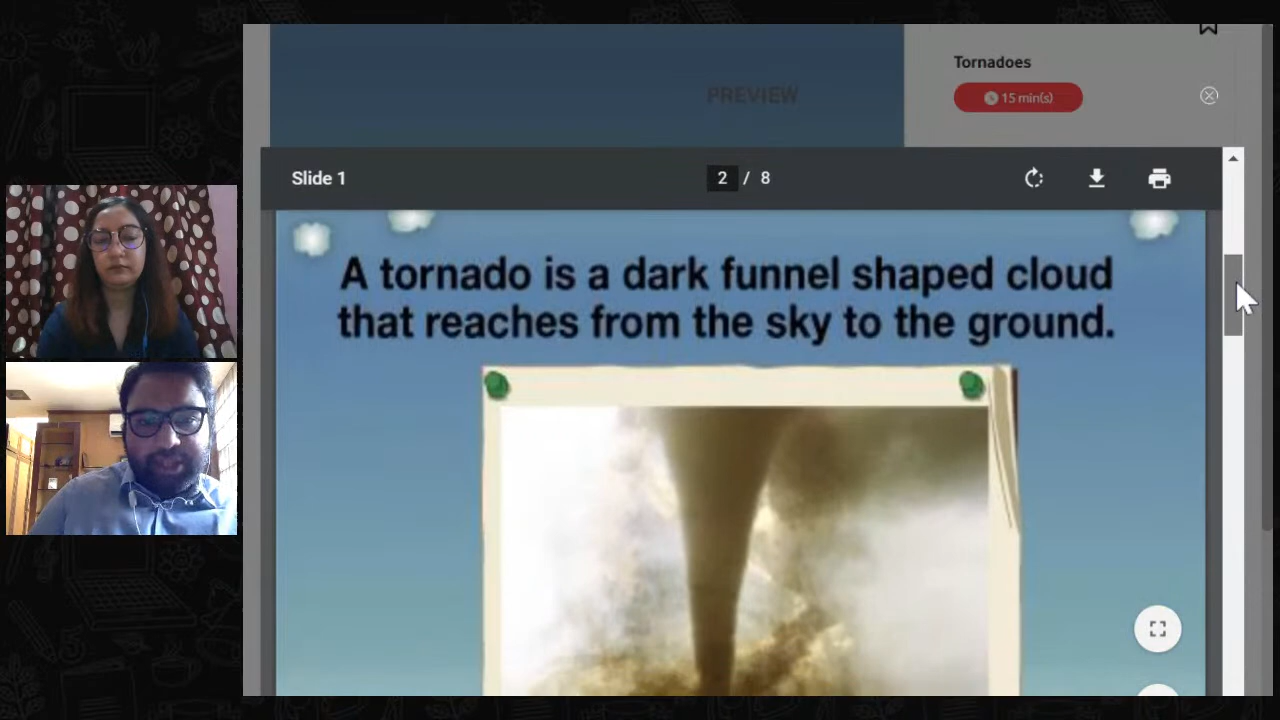 PREVIEW
Tornadoes
15 min(s)
Slide 1
2 / 8
A tornado is a dark funnel shaped cloud
that reaches from the sky to the ground.